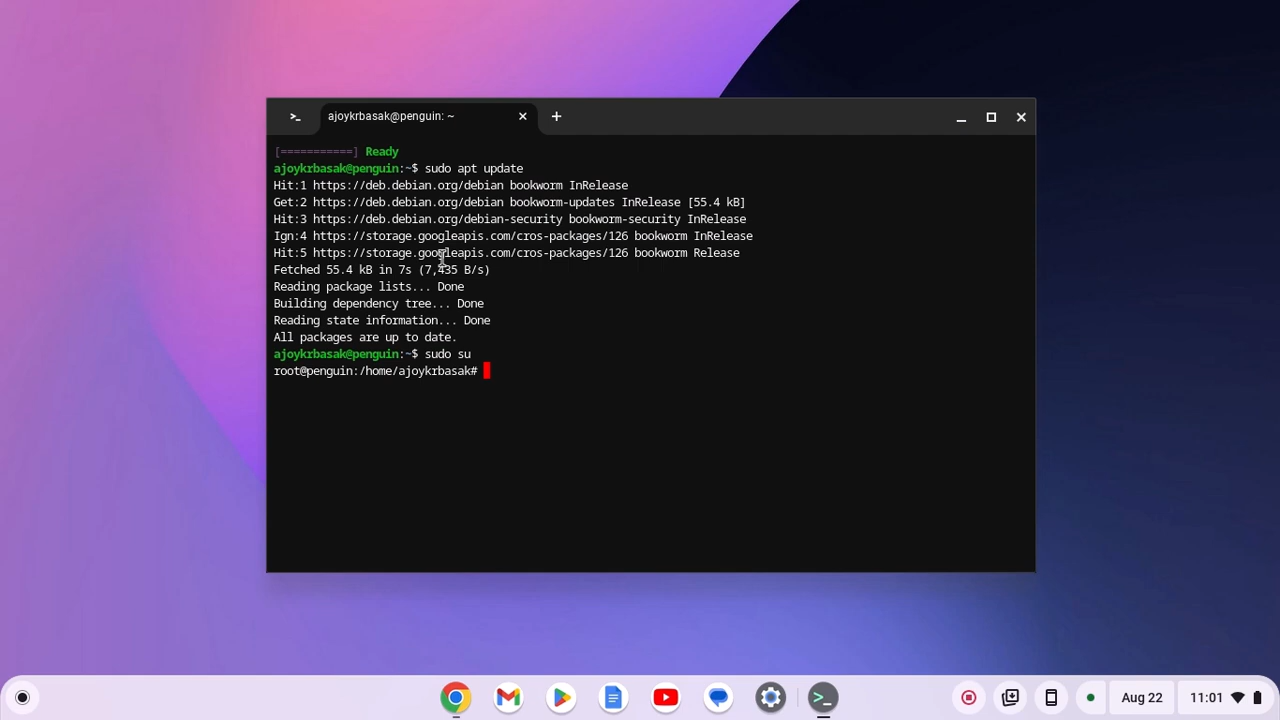 ajoykrbasak@penguin: ~
[===========] Ready
ajoykrbasak@penguin:~$ sudo apt update
Hit:1 https://deb.debian.org/debian bookworm InRelease
Get:2 https://deb.debian.org/debian bookworm-updates InRelease [55.4 kB]
Hit:3 https://deb.debian.org/debian-security bookworm-security InRelease
Ign:4 https://storage.googleapis.com/cros-packages/126 bookworm InRelease
Hit:5 https://storage.googleapis.com/cros-packages/126 bookworm Release
Fetched 55.4 kB in 7s (7,435 B/s)
Reading package lists... Done
Building dependency tree... Done
Reading state information... Done
All packages are up to date.
ajoykrbasak@penguin:~$ sudo su
root@penguin:/home/ajoykrbasak#
Aug 22 11:01